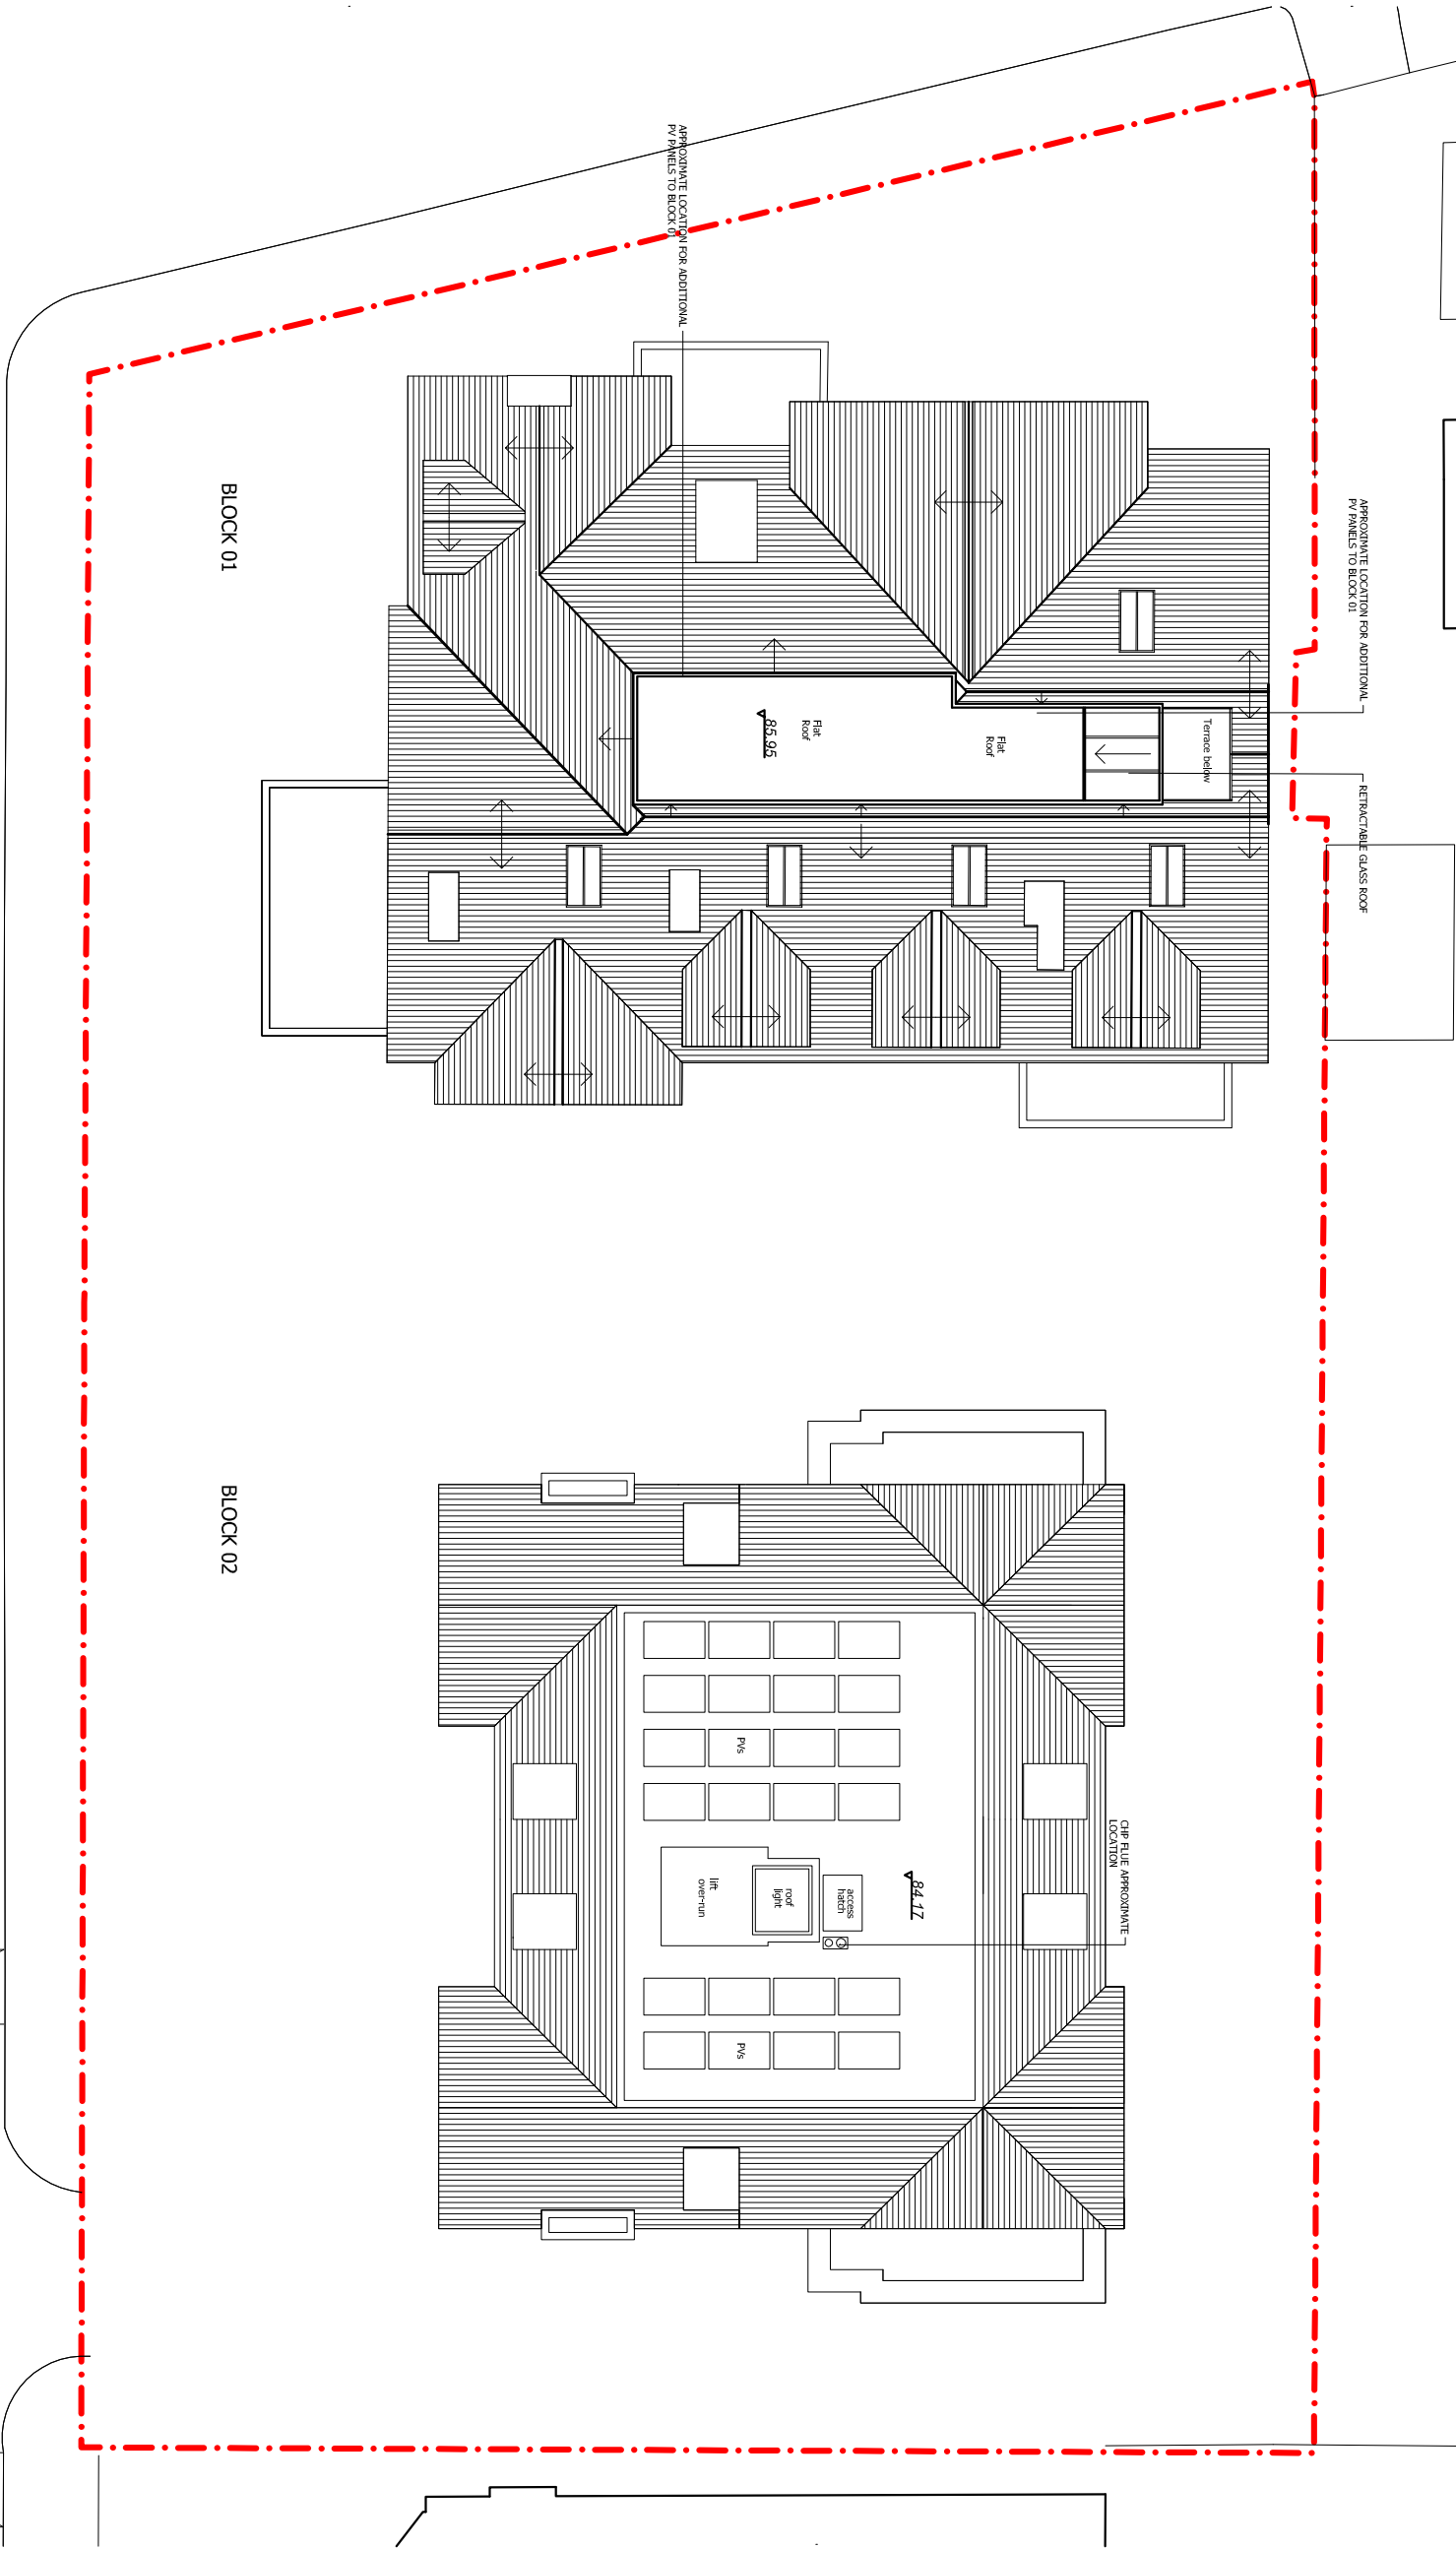 APPROXIMATE LOCATION FOR ADDITIONAL
PV PANELS TO BLOCK 01
RETRACTABLE GLASS ROOF
APPROXIMATE LOCATION FOR ADDITIONAL
PV PANELS TO BLOCK 01
Terrace below
Flat
Roof
Flat
Roof
85.95
BLOCK 01
CHP FLUE APPROXIMATE
LOCATION
84.17
access
hatch
roof
light
lift
over-run
PVs
PVs
BLOCK 02